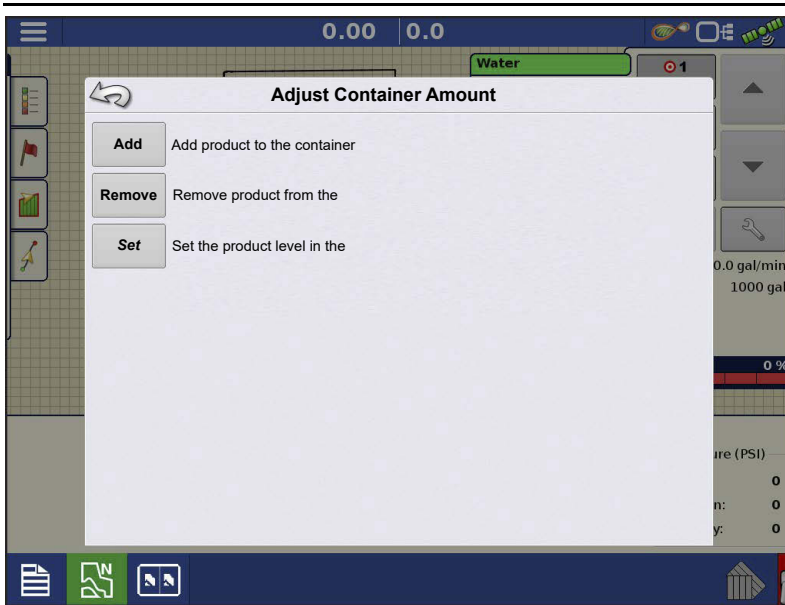 0.00 0.0
Water
1
Adjust Container Amount
Add Add product to the container
Remove Remove product from the
Set Set the product level in the
0.0 gal/min
1000 gal
0 %
ure (PSI)
0
n: 0
y: 0
N